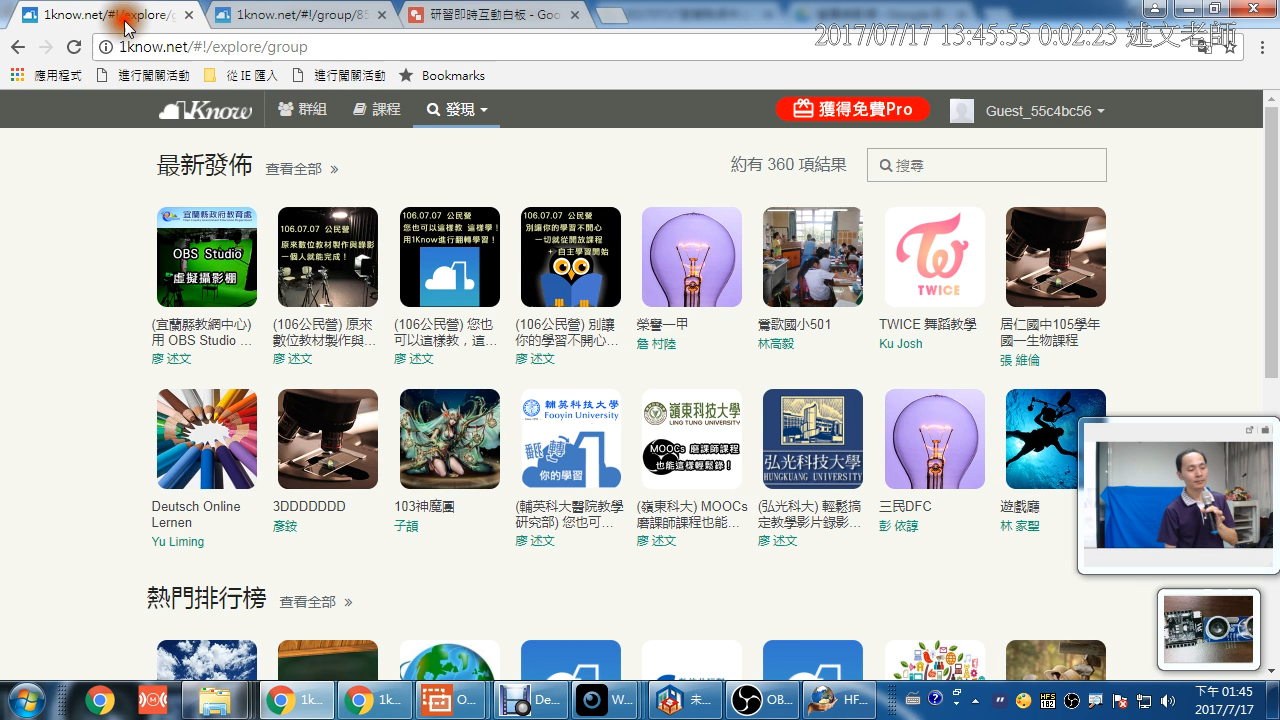 1know.net/#!/explore/g
1know.net/#!/group/85
研習即時互動白板 - Goo
1know.net/#!/explore/group
2017/07/17 13:45:55 0:02:23 述文老師
應用程式
進行闖關活動
從 IE 匯入
進行闖關活動
Bookmarks
1Know
群組
課程
發現
獲得免費Pro
Guest_55c4bc56
最新發佈
查看全部 »
約有 360 項結果
搜尋
宜蘭縣政府教育處
OBS Studio
虛擬攝影棚
106.07.07 公民營
原來數位教材製作與錄影
一個人就能完成！
106.07.07 公民營
您也可以這樣教 這樣學！
用1Know進行翻轉學習！
106.07.07 公民營
別讓你的學習不開心
一切就從開放課程
+ 自主學習開始
TWICE
(宜蘭縣教網中心)
用 OBS Studio ...
廖 述文
(106公民營) 原來
數位教材製作與...
廖 述文
(106公民營) 您也
可以這樣教，這...
廖 述文
(106公民營) 別讓
你的學習不開心...
廖 述文
榮譽一甲
詹 村陸
鶯歌國小501
林高毅
TWICE 舞蹈教學
Ku Josh
居仁國中105學年
國一生物課程
張 維倫
輔英科技大學
Fooyin University
你的學習
嶺東科技大學
LING TUNG UNIVERSITY
MOOCs 磨課師課程
也能這樣輕鬆錄！
弘光科技大學
HUNGKUANG UNIVERSITY
Deutsch Online
Lernen
Yu Liming
3DDDDDDD
彥銨
103神魔團
子頡
(輔英科大醫院教學
研究部) 您也可...
廖 述文
(嶺東科大) MOOCs
磨課師課程也能...
廖 述文
(弘光科大) 輕鬆搞
定教學影片錄影...
廖 述文
三民DFC
彭 依諄
遊戲廳
林 家聖
熱門排行榜
查看全部 »
1k...
1k...
O...
De...
W...
未...
OB...
HF...
HFS
182
下午 01:45
2017/7/17